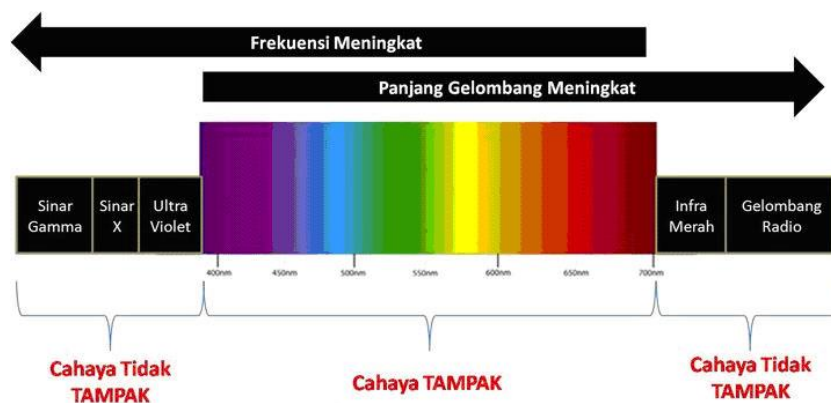 Frekuensi Meningkat
Panjang Gelombang Meningkat
Sinar
Gamma
Sinar
X
Ultra
Violet
Infra
Merah
Gelombang
Radio
400nm
450nm
500nm
550nm
600nm
650nm
700nm
Cahaya Tidak
TAMPAK
Cahaya TAMPAK
Cahaya Tidak
TAMPAK